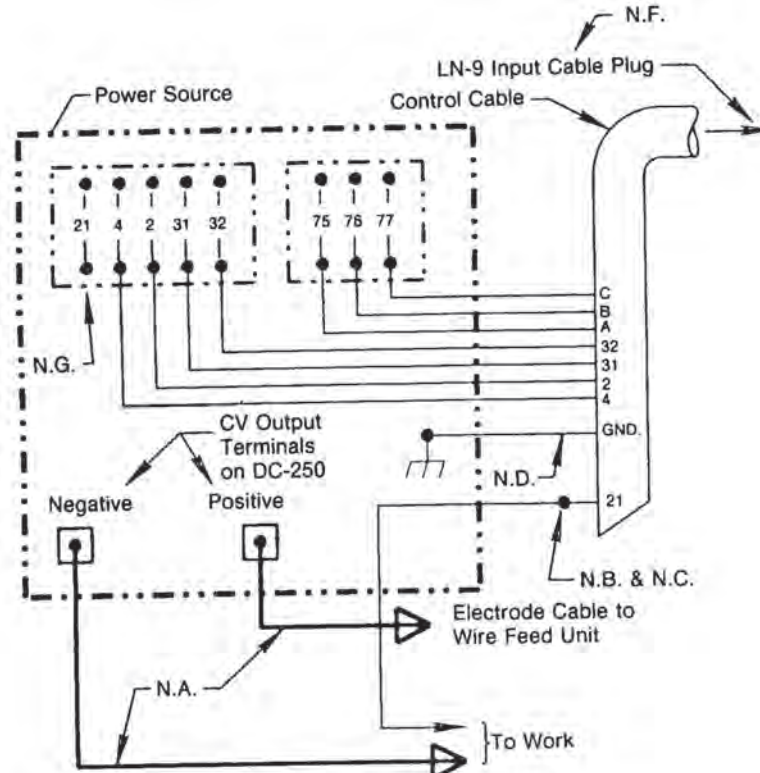 N.F.
LN-9 Input Cable Plug
Power Source
Control Cable
21 4 2 31 32
75 76 77
C
B
A
32
31
2
4
N.G.
CV Output
Terminals
on DC-250
GND.
N.D.
Negative
Positive
21
N.B. & N.C.
Electrode Cable to
Wire Feed Unit
N.A.
To Work